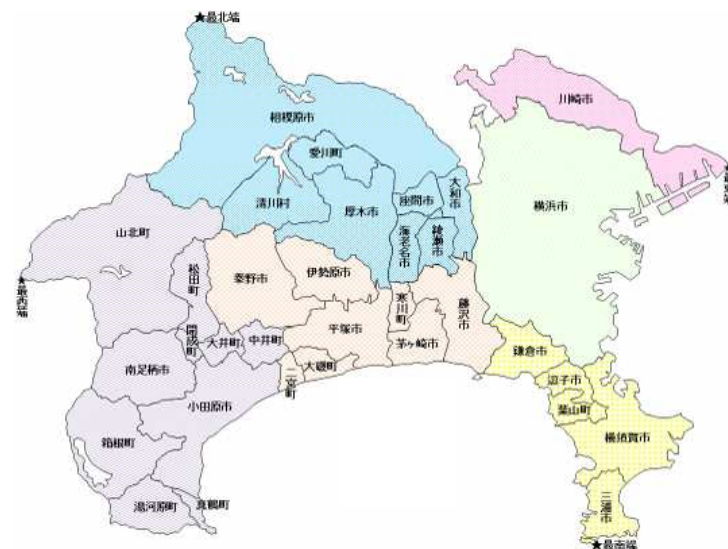 ★最北端
相模原市
川崎市
愛川町
清川村
厚木市
座間市
大和市
海老名市
綾瀬市
横浜市
山北町
★最西端
松田町
秦野市
伊勢原市
寒川町
藤沢市
開成町
大井町
中井町
平塚市
茅ヶ崎市
鎌倉市
南足柄市
二宮町
大磯町
逗子市
小田原市
葉山町
箱根町
横須賀市
湯河原町
真鶴町
三浦市
★最南端